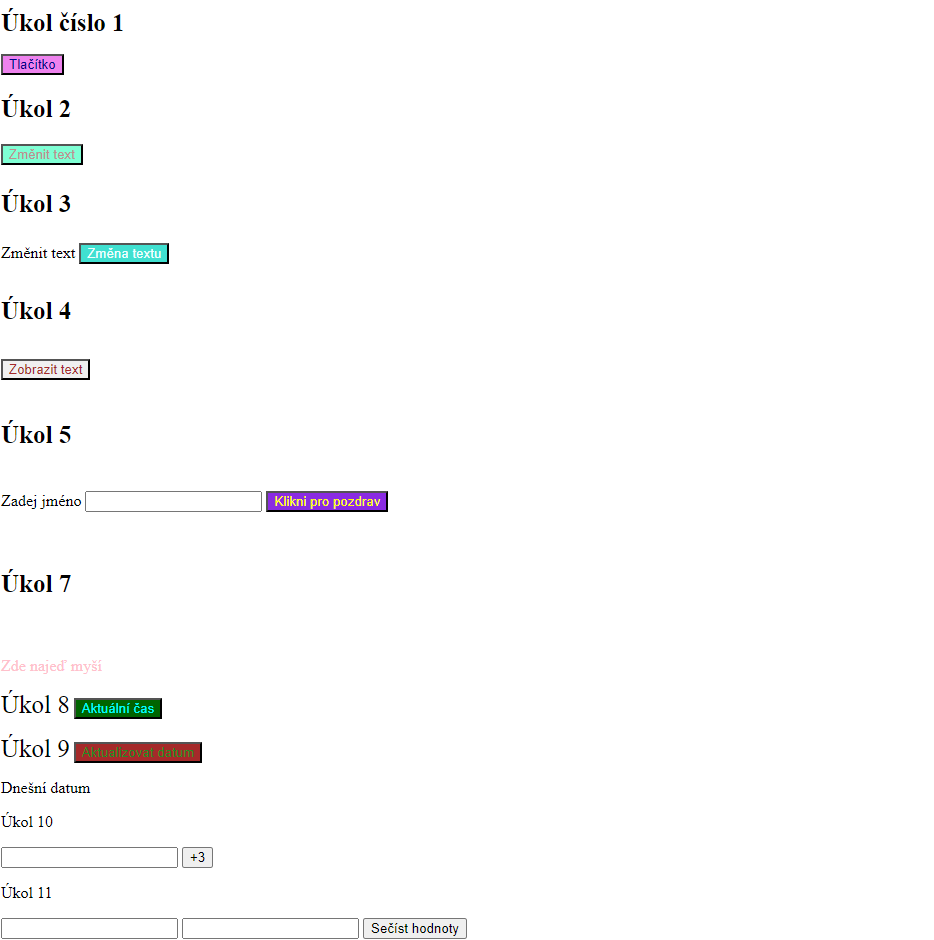 Úkol číslo 1
Tlačítko
Úkol 2
Změnit text
Úkol 3
Změnit text Změna textu
Úkol 4
Zobrazit text
Úkol 5
Zadej jméno Klikni pro pozdrav
Úkol 7
Zde najeď myší
Úkol 8 Aktuální čas
Úkol 9 Aktualizovat datum
Dnešní datum
Úkol 10
+3
Úkol 11
Sečíst hodnoty